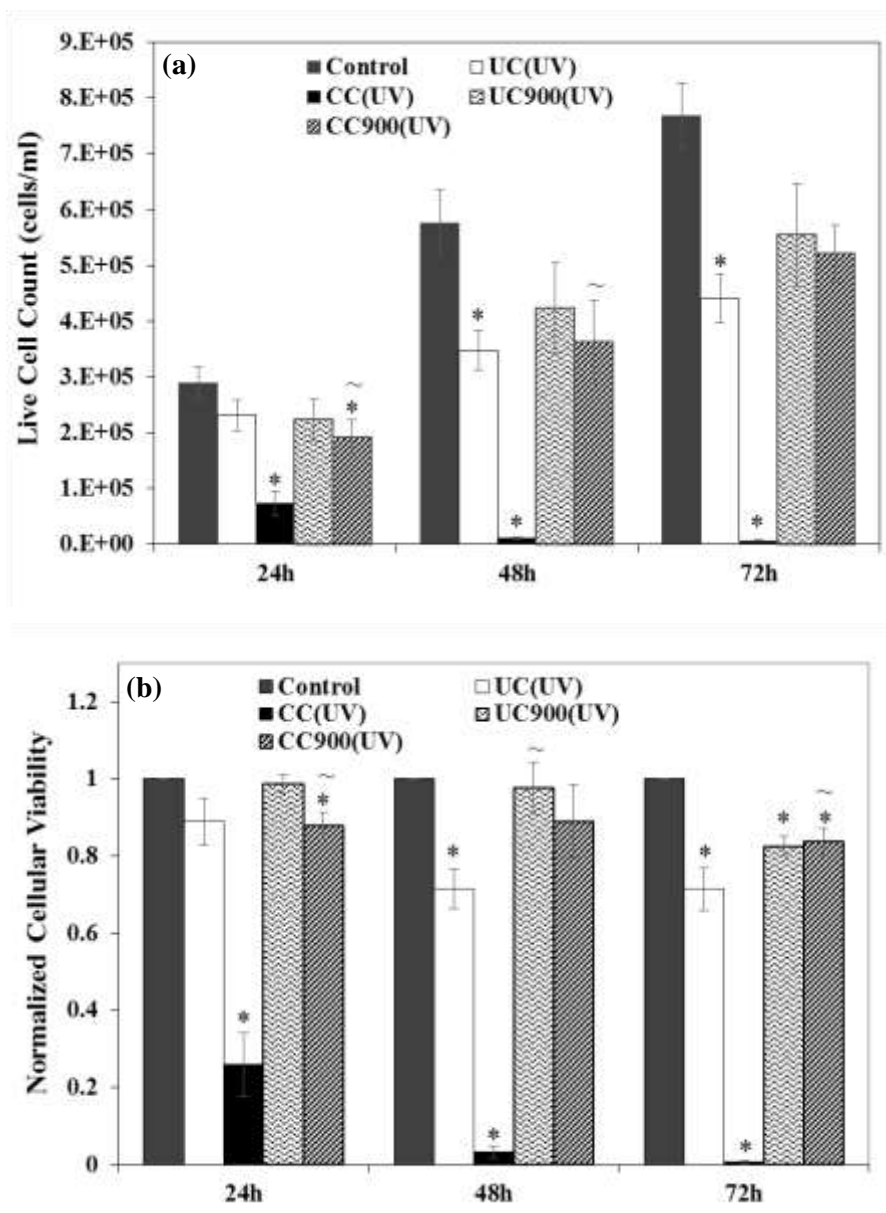 (a)
Control UC(UV)
CC(UV) UC900(UV)
CC900(UV)
Live Cell Count (cells/ml)
9.E+05
8.E+05
7.E+05
6.E+05
5.E+05
4.E+05
3.E+05
2.E+05
1.E+05
0.E+00
~
*
*
*
~
*
*
*
24h 48h 72h
(b)
Control UC(UV)
CC(UV) UC900(UV)
CC900(UV)
Normalized Cellular Viability
1.2
1
0.8
0.6
0.4
0.2
0
*
~
*
*
*
~
*
*
*
~
*
24h 48h 72h